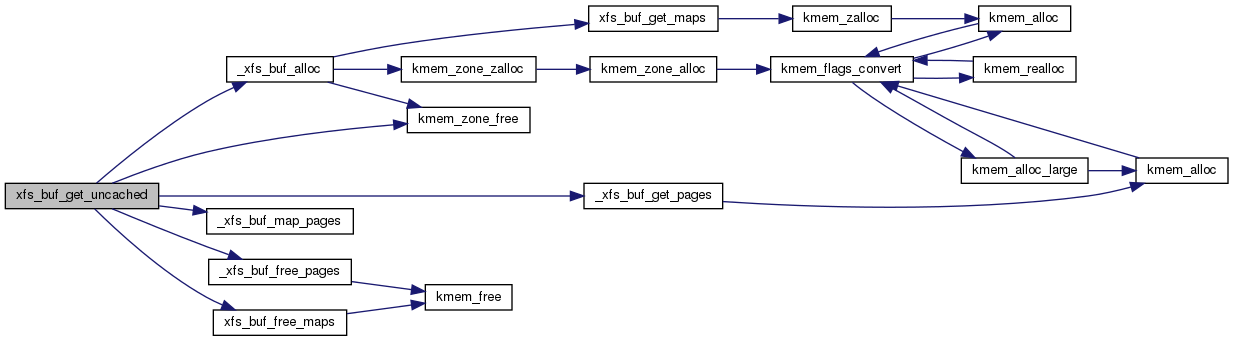 xfs_buf_get_maps
kmem_zalloc
kmem_alloc
_xfs_buf_alloc
kmem_zone_zalloc
kmem_zone_alloc
kmem_flags_convert
kmem_realloc
kmem_zone_free
kmem_alloc_large
kmem_alloc
xfs_buf_get_uncached
_xfs_buf_get_pages
_xfs_buf_map_pages
_xfs_buf_free_pages
kmem_free
xfs_buf_free_maps